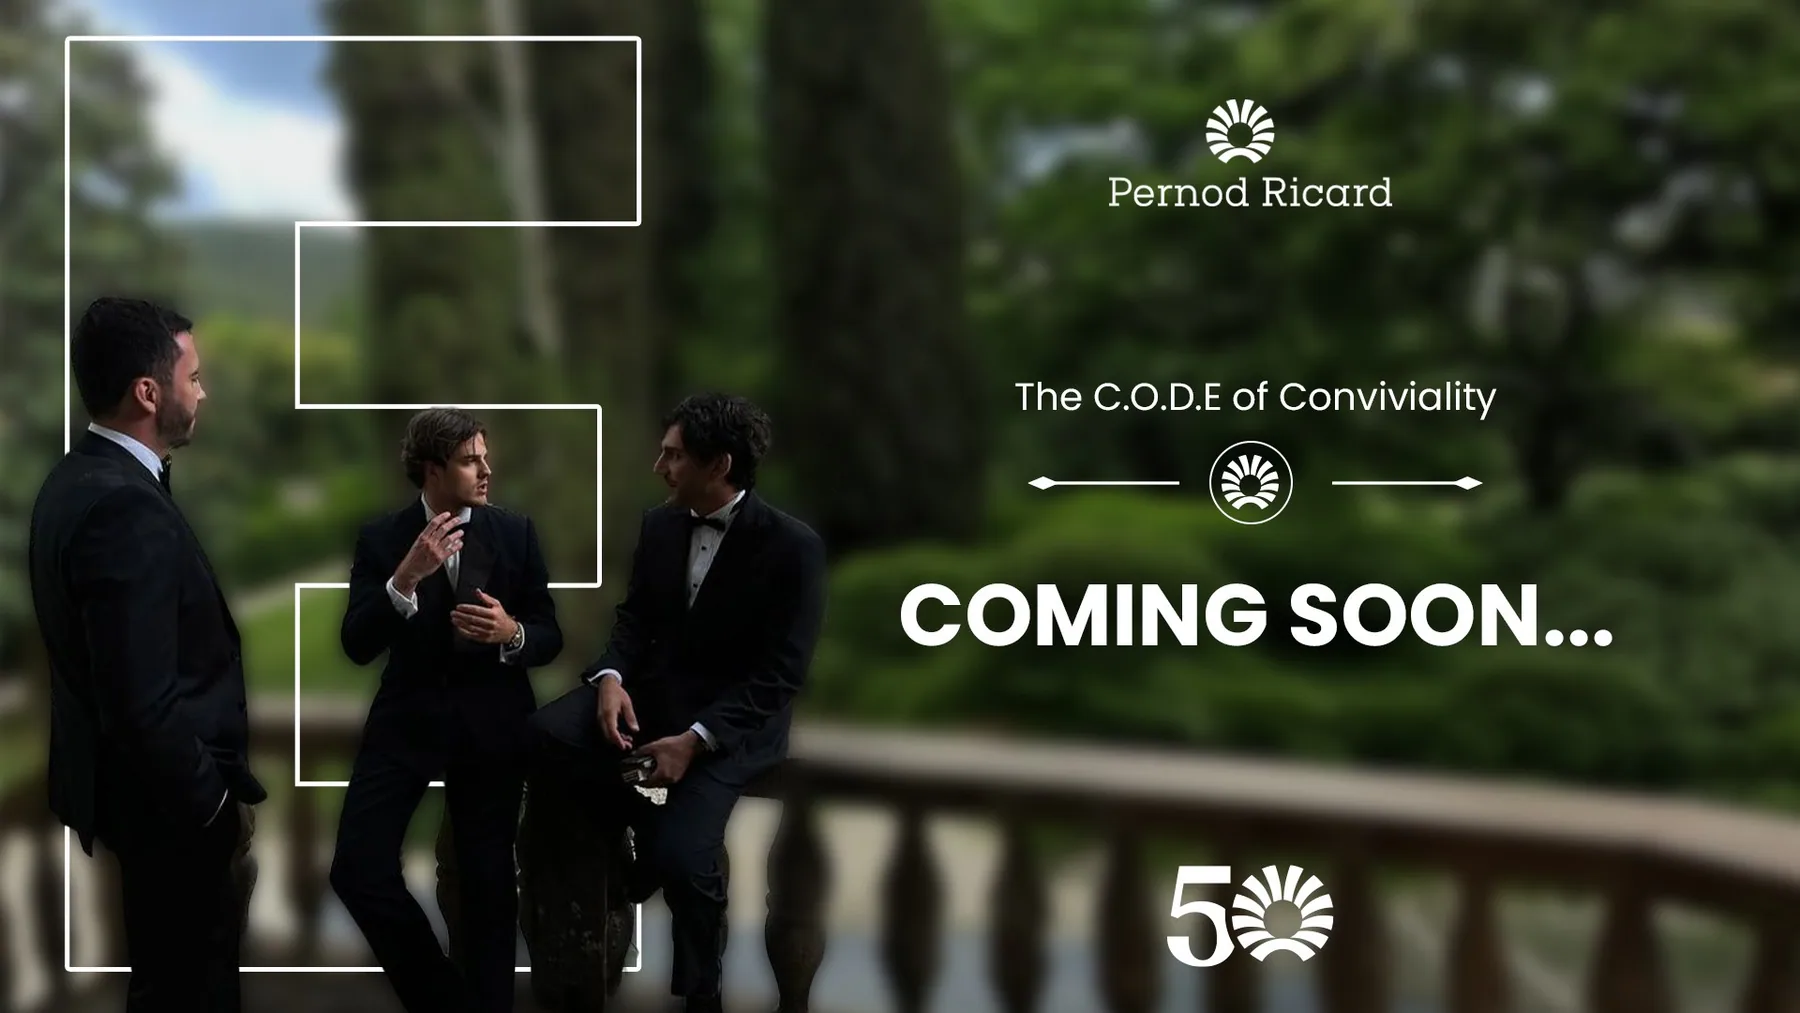 E
Pernod Ricard
The C.O.D.E of Conviviality
COMING SOON...
50